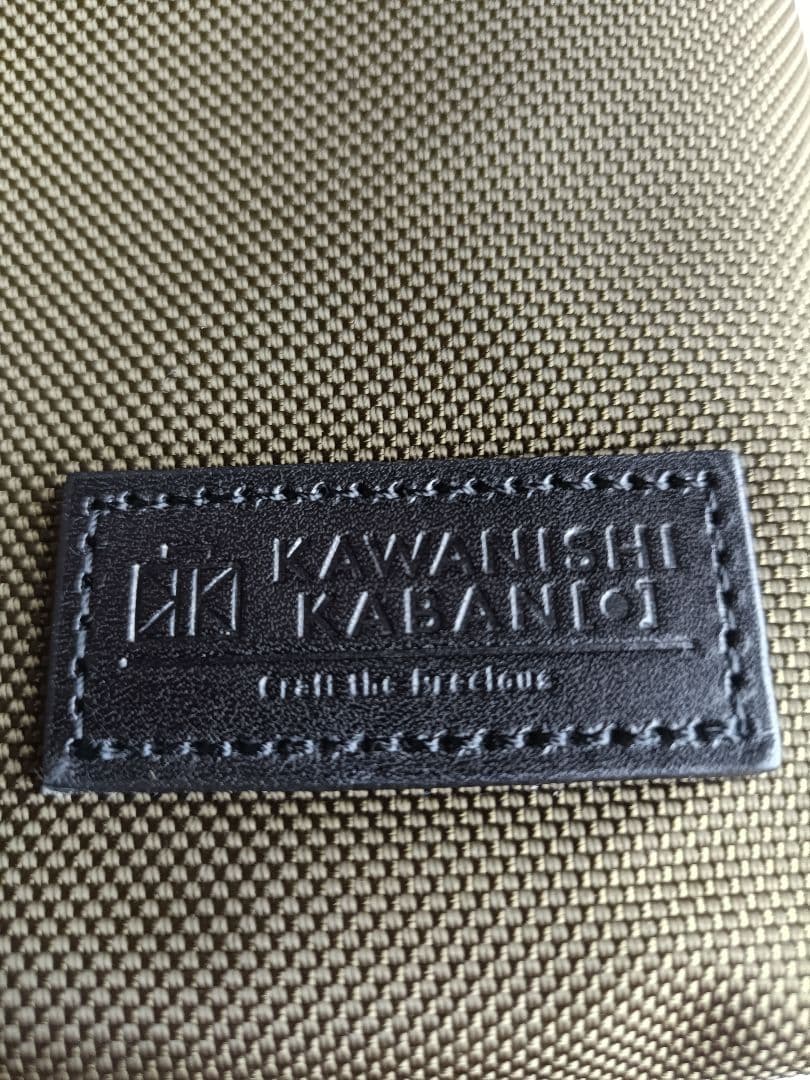 KAWANISHI
KABAN[●]
Craft the Precious